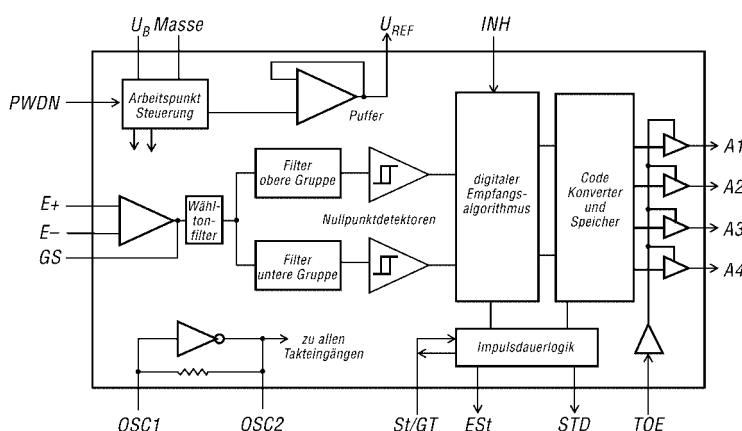 U_B Masse
U_REF
INH
PWDN
Arbeitspunkt
Steuerung
Puffer
E+
E–
GS
Wähl-
ton-
filter
Filter
obere Gruppe
Nullpunktdetektoren
Filter
untere Gruppe
digitaler
Empfangs-
algorithmus
Code
Konverter
und
Speicher
A1
A2
A3
A4
zu allen
Takteingängen
Impulsdauerlogik
OSC1
OSC2
St/GT
ESt
STD
TOE